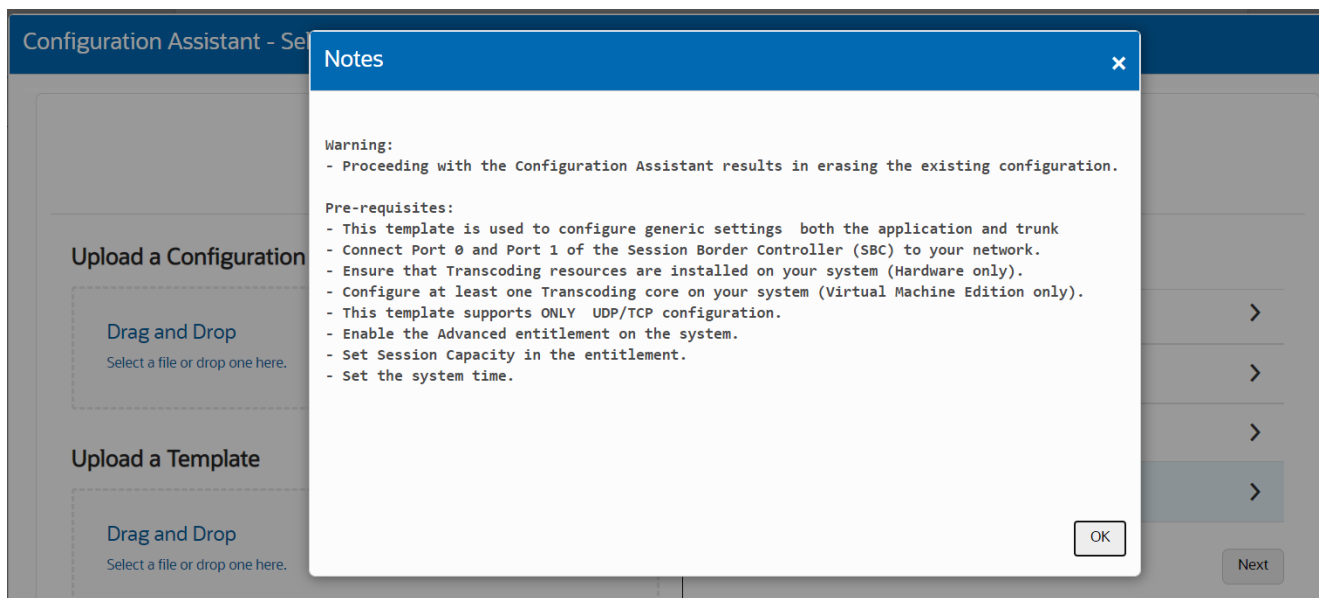 Configuration Assistant - Sel
Notes
Warning:
- Proceeding with the Configuration Assistant results in erasing the existing configuration.
Pre-requisites:
- This template is used to configure generic settings  both the application and trunk
- Connect Port 0 and Port 1 of the Session Border Controller (SBC) to your network.
- Ensure that Transcoding resources are installed on your system (Hardware only).
- Configure at least one Transcoding core on your system (Virtual Machine Edition only).
- This template supports ONLY  UDP/TCP configuration.
- Enable the Advanced entitlement on the system.
- Set Session Capacity in the entitlement.
- Set the system time.
OK
Upload a Configuration
Drag and Drop
Select a file or drop one here.
Upload a Template
Drag and Drop
Select a file or drop one here.
Next